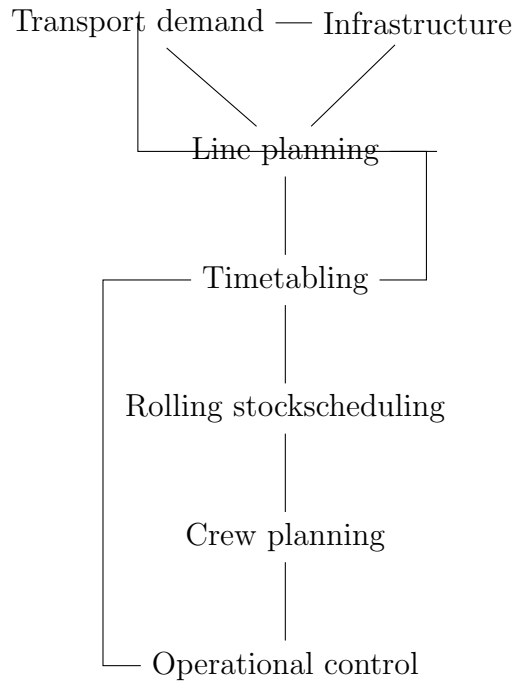 Transport demand Infrastructure
Line planning
Timetabling
Rolling stockscheduling
Crew planning
Operational control